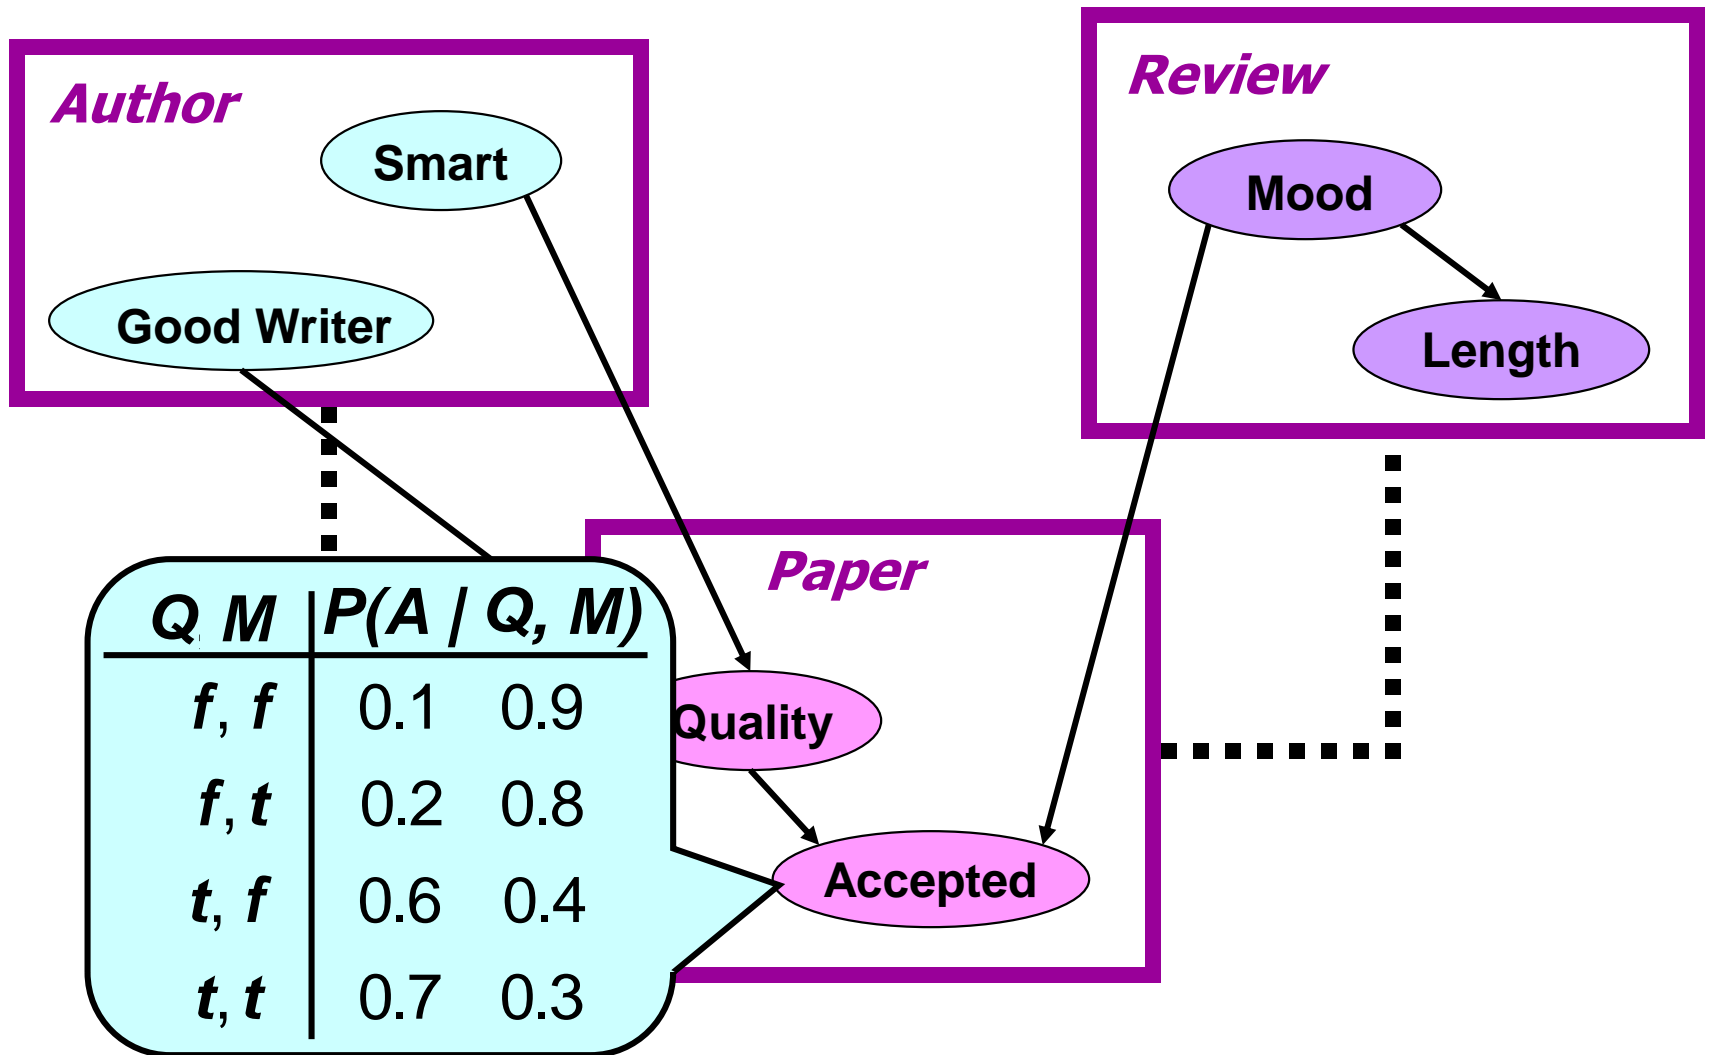 Author
Smart
Good Writer
Review
Mood
Length
Paper
Quality
Accepted
Q, M P(A | Q, M)
f, f 0.1 0.9
f, t 0.2 0.8
t, f 0.6 0.4
t, t 0.7 0.3